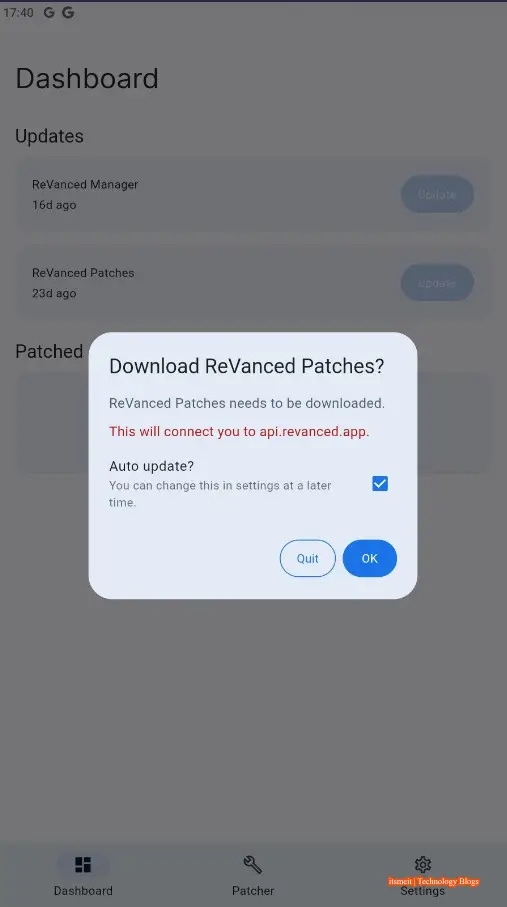 17:40 G G
Dashboard
Updates
ReVanced Manager
16d ago
Update
ReVanced Patches
23d ago
Update
Patched
Download ReVanced Patches?
ReVanced Patches needs to be downloaded.
This will connect you to api.revanced.app.
Auto update?
You can change this in settings at a later
time.
Quit
OK
Dashboard
Patcher
Settings
itsmeit | Technology Blogs